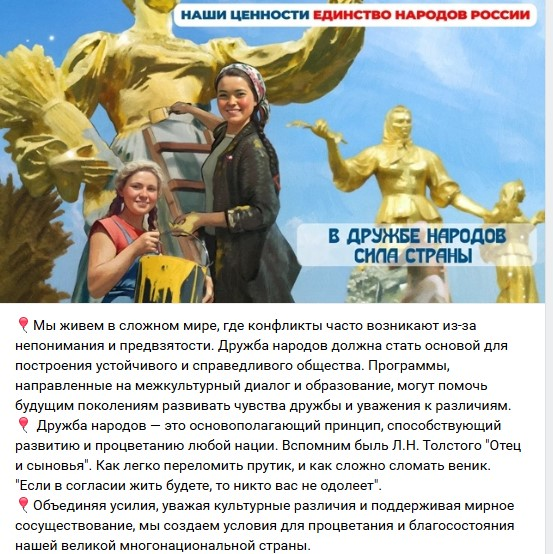 НАШИ ЦЕННОСТИ ЕДИНСТВО НАРОДОВ РОССИИ
В ДРУЖБЕ НАРОДОВ
СИЛА СТРАНЫ
Мы живем в сложном мире, где конфликты часто возникают из-за
непонимания и предвзятости. Дружба народов должна стать основой для
построения устойчивого и справедливого общества. Программы,
направленные на межкультурный диалог и образование, могут помочь
будущим поколениям развивать чувства дружбы и уважения к различиям.
Дружба народов — это основополагающий принцип, способствующий
развитию и процветанию любой нации. Вспомним быль Л.Н. Толстого "Отец
и сыновья". Как легко переломить прутик, и как сложно сломать веник.
"Если в согласии жить будете, то никто вас не одолеет".
Объединяя усилия, уважая культурные различия и поддерживая мирное
сосуществование, мы создаем условия для процветания и благосостояния
нашей великой многонациональной страны.